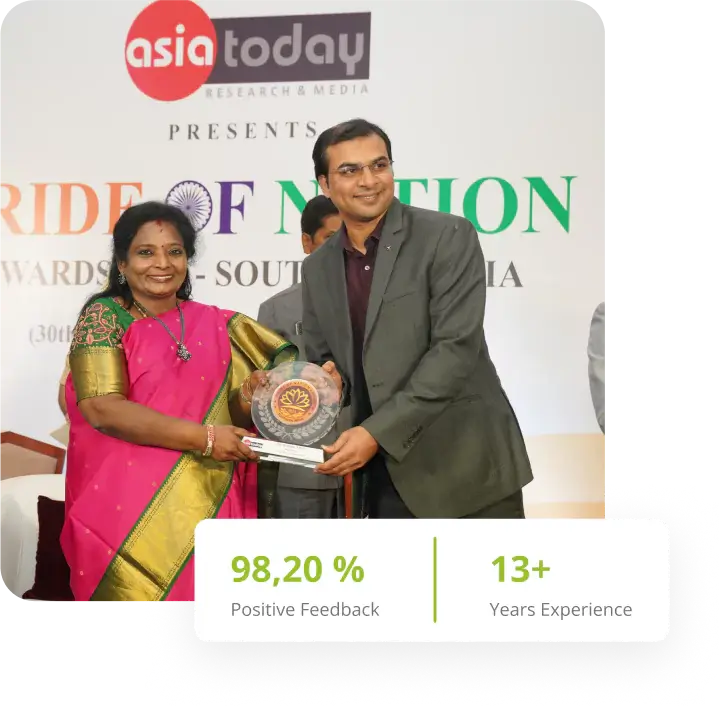 asia today
RESEARCH & MEDIA
PRESENTS
RIDE OF N TION
WARDS - SOUT IA
(30th
98,20 %
Positive Feedback
13+
Years Experience